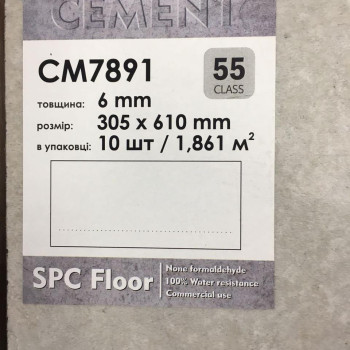 CEMENT
CM7891
55
CLASS
товщина: 6 mm
розмір: 305 x 610 mm
в упаковці: 10 шт / 1,861 м²
SPC Floor
None formaldehyde
100% Water resistance
Commercial use